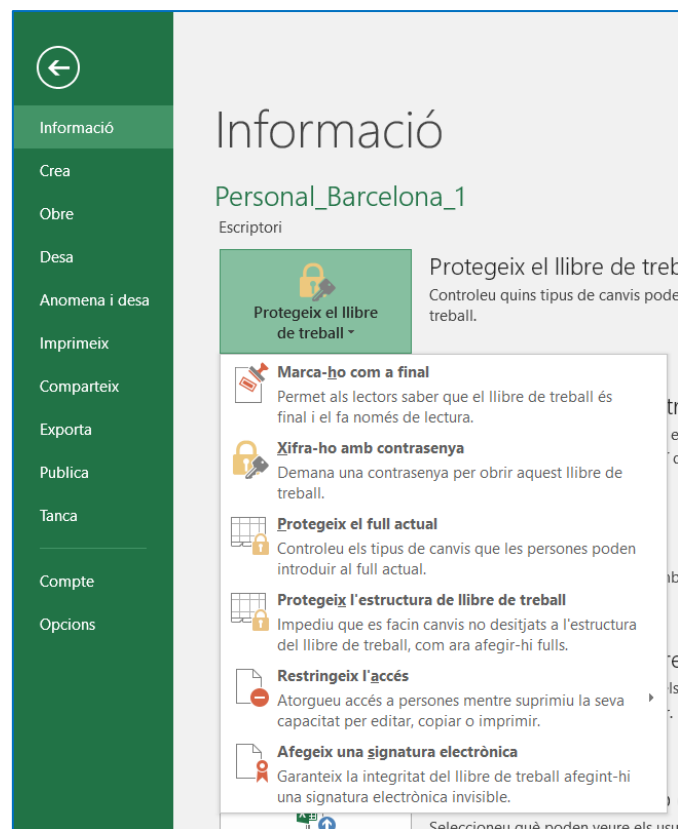 Informació
Crea
Obre
Desa
Anomena i desa
Imprimeix
Comparteix
Exporta
Publica
Tanca
Compte
Opcions
Informació
Personal_Barcelona_1
Escriptori
Protegeix el llibre
de treball
Protegeix el llibre de treb
Controleu quins tipus de canvis pode
treball.
Marca-ho com a final
Permet als lectors saber que el llibre de treball és
final i el fa només de lectura.
Xifra-ho amb contrasenya
Demana una contrasenya per obrir aquest llibre de
treball.
Protegeix el full actual
Controleu els tipus de canvis que les persones poden
introduir al full actual.
Protegeix l'estructura de llibre de treball
Impediu que es facin canvis no desitjats a l'estructura
del llibre de treball, com ara afegir-hi fulls.
Restringeix l'accés
Atorgueu accés a persones mentre suprimiu la seva
capacitat per editar, copiar o imprimir.
Afegeix una signatura electrònica
Garanteix la integritat del llibre de treball afegint-hi
una signatura electrònica invisible.
Seleccioneu què poden veure els usu